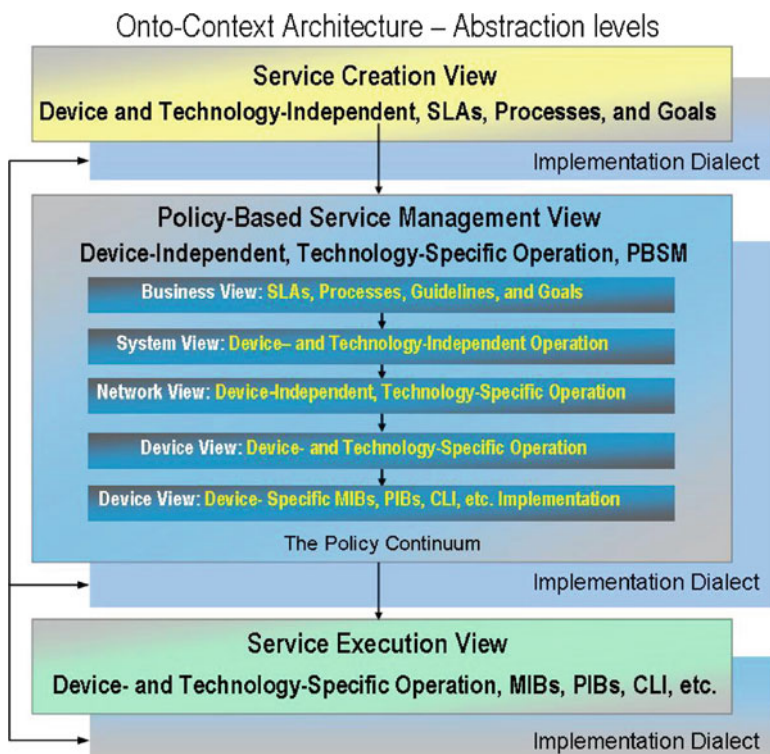 Onto-Context Architecture – Abstraction levels
Service Creation View
Device and Technology-Independent, SLAs, Processes, and Goals
Implementation Dialect
Policy-Based Service Management View
Device-Independent, Technology-Specific Operation, PBSM
Business View: SLAs, Processes, Guidelines, and Goals
System View: Device– and Technology-Independent Operation
Network View: Device-Independent, Technology-Specific Operation
Device View: Device- and Technology-Specific Operation
Device View: Device- Specific MIBs, PIBs, CLI, etc. Implementation
The Policy Continuum
Implementation Dialect
Service Execution View
Device- and Technology-Specific Operation, MIBs, PIBs, CLI, etc.
Implementation Dialect